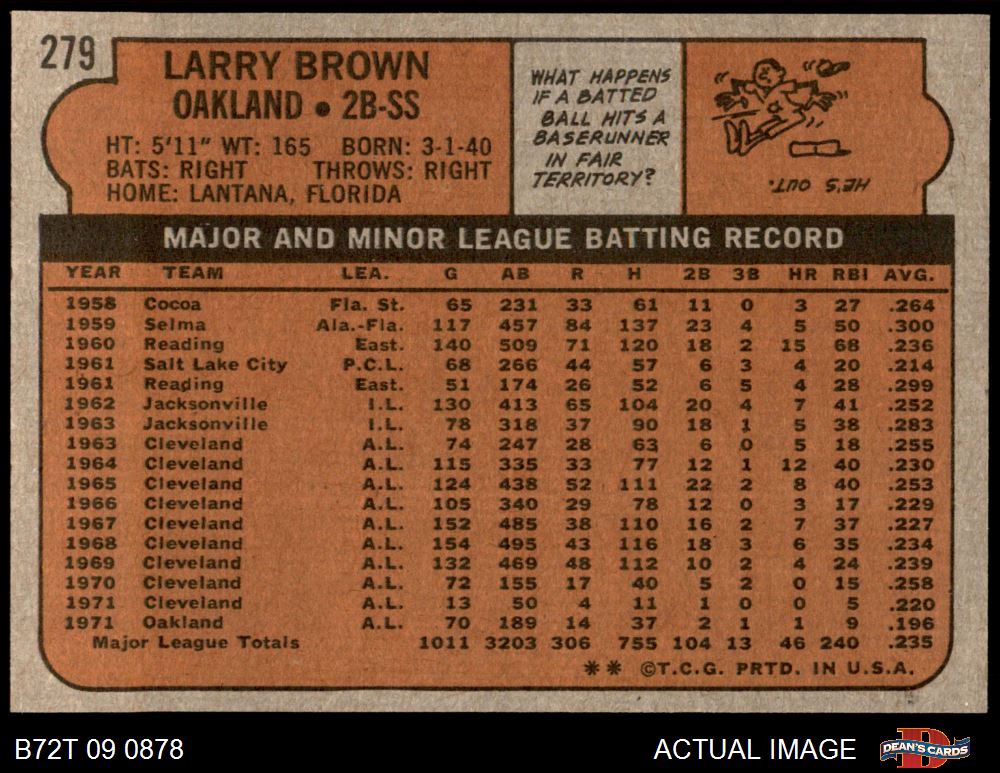 279
LARRY BROWN
OAKLAND • 2B-SS
HT: 5'11" WT: 165 BORN: 3-1-40
BATS: RIGHT THROWS: RIGHT
HOME: LANTANA, FLORIDA
WHAT HAPPENS
IF A BATTED
BALL HITS A
BASERUNNER
IN FAIR
TERRITORY?
HE'S OUT.
MAJOR AND MINOR LEAGUE BATTING RECORD
YEAR TEAM LEA. G AB R H 2B 3B HR RBI AVG.
1958 Cocoa Fla. St. 65 231 33 61 11 0 3 27 .264
1959 Selma Ala.-Fla. 117 457 84 137 23 4 5 50 .300
1960 Reading East. 140 509 71 120 18 2 15 68 .236
1961 Salt Lake City P.C.L. 68 266 44 57 6 3 4 20 .214
1961 Reading East. 51 174 26 52 6 5 4 28 .299
1962 Jacksonville I.L. 130 413 65 104 20 4 7 41 .252
1963 Jacksonville I.L. 78 318 37 90 18 1 5 38 .283
1963 Cleveland A.L. 74 247 28 63 6 0 5 18 .255
1964 Cleveland A.L. 115 335 33 77 12 1 12 40 .230
1965 Cleveland A.L. 124 438 52 111 22 2 8 40 .253
1966 Cleveland A.L. 105 340 29 78 12 0 3 17 .229
1967 Cleveland A.L. 152 485 38 110 16 2 7 37 .227
1968 Cleveland A.L. 154 495 43 116 18 3 6 35 .234
1969 Cleveland A.L. 132 469 48 112 10 2 4 24 .239
1970 Cleveland A.L. 72 155 17 40 5 2 0 15 .258
1971 Cleveland A.L. 13 50 4 11 1 0 0 5 .220
1971 Oakland A.L. 70 189 14 37 2 1 1 9 .196
Major League Totals 1011 3203 306 755 104 13 46 240 .235
** ©T.C.G. PRTD. IN U.S.A.
B72T 09 0878
ACTUAL IMAGE
DEAN'S CARDS